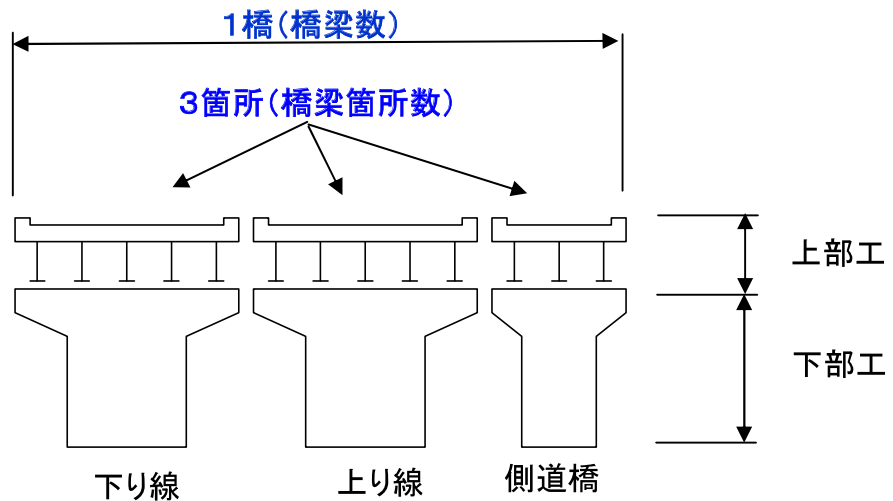 1橋(橋梁数)
3箇所(橋梁箇所数)
上部工
下部工
下り線
上り線
側道橋